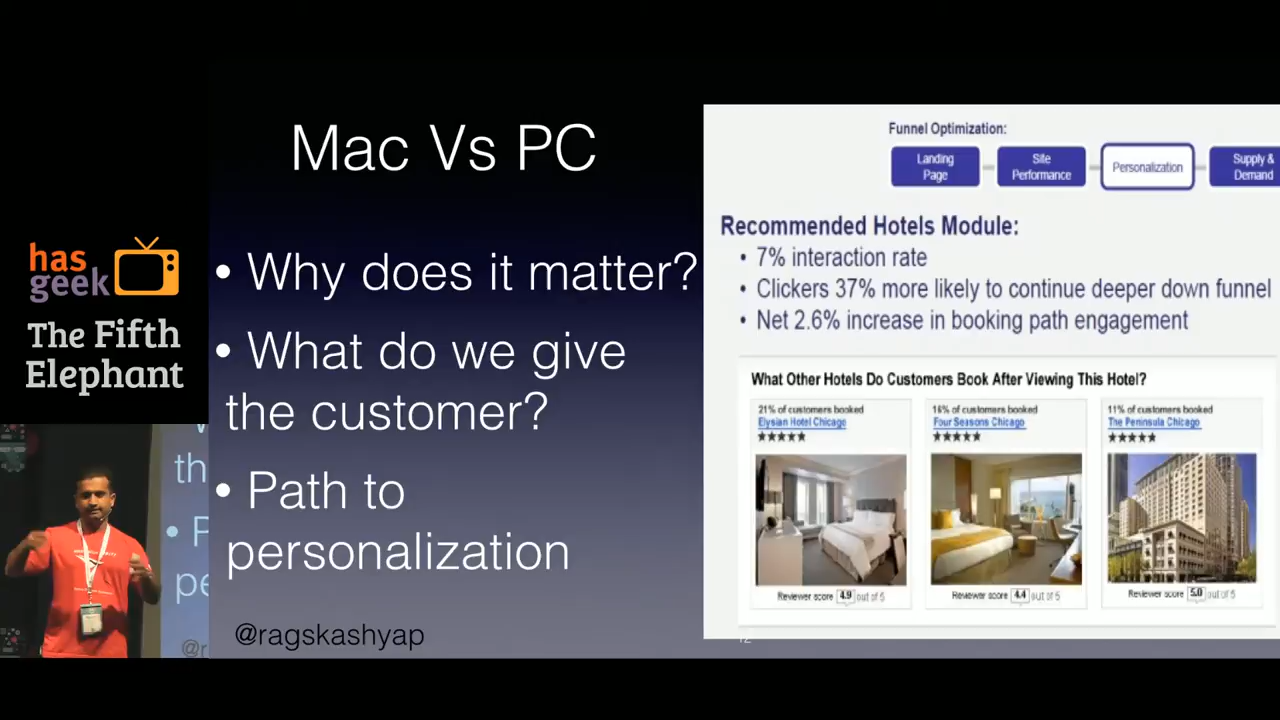 has
geek
The Fifth
Elephant
Mac Vs PC
• Why does it matter?
• What do we give
the customer?
• Path to
personalization
@ragskashyap
Funnel Optimization:
Landing
Page
Site
Performance
Personalization
Supply &
Demand
Recommended Hotels Module:
• 7% interaction rate
• Clickers 37% more likely to continue deeper down funnel
• Net 2.6% increase in booking path engagement
What Other Hotels Do Customers Book After Viewing This Hotel?
21% of customers booked
Elysian Hotel Chicago
Reviewer score 4.9 out of 5
16% of customers booked
Four Seasons Chicago
Reviewer score 4.4 out of 5
11% of customers booked
The Peninsula Chicago
Reviewer score 5.0 out of 5
12
th
• P
pe
@r